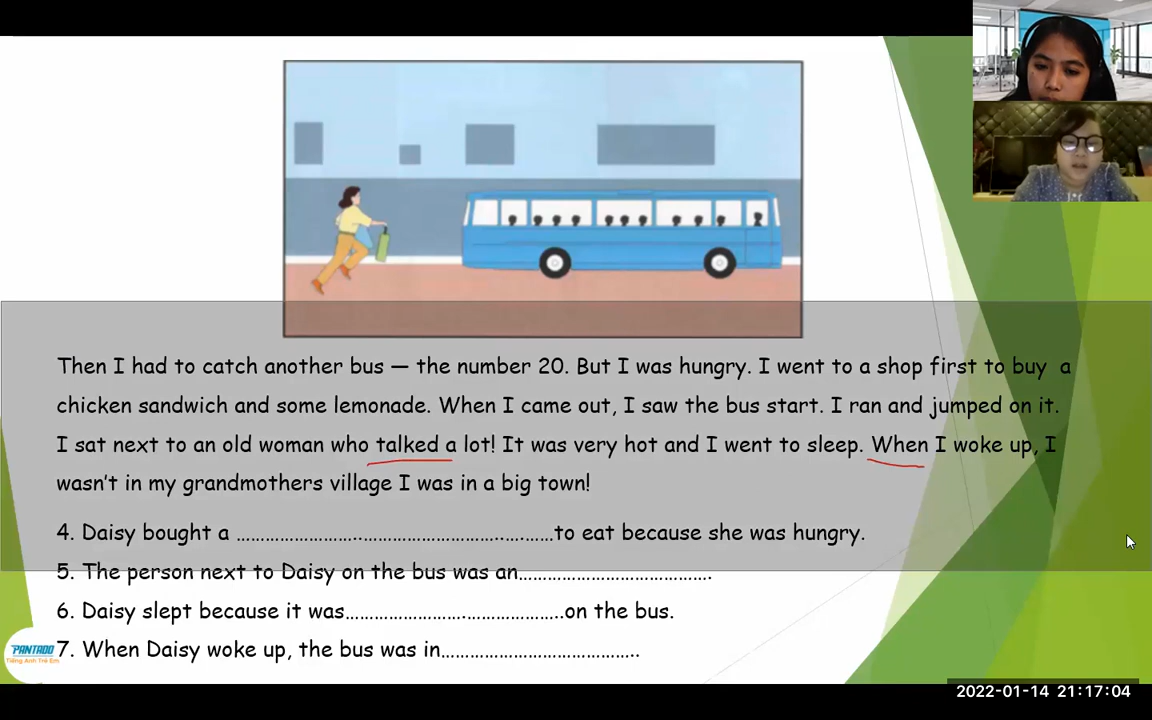 Then I had to catch another bus — the number 20. But I was hungry. I went to a shop first to buy a
chicken sandwich and some lemonade. When I came out, I saw the bus start. I ran and jumped on it.
I sat next to an old woman who talked a lot! It was very hot and I went to sleep. When I woke up, I
wasn't in my grandmothers village I was in a big town!
4. Daisy bought a ……………………..……………………..….……to eat because she was hungry.
5. The person next to Daisy on the bus was an………………………………….
6. Daisy slept because it was…………………….………………..on the bus.
7. When Daisy woke up, the bus was in…………………………………..
PANTADO
Tiếng Anh Trẻ Em
2022-01-14 21:17:04